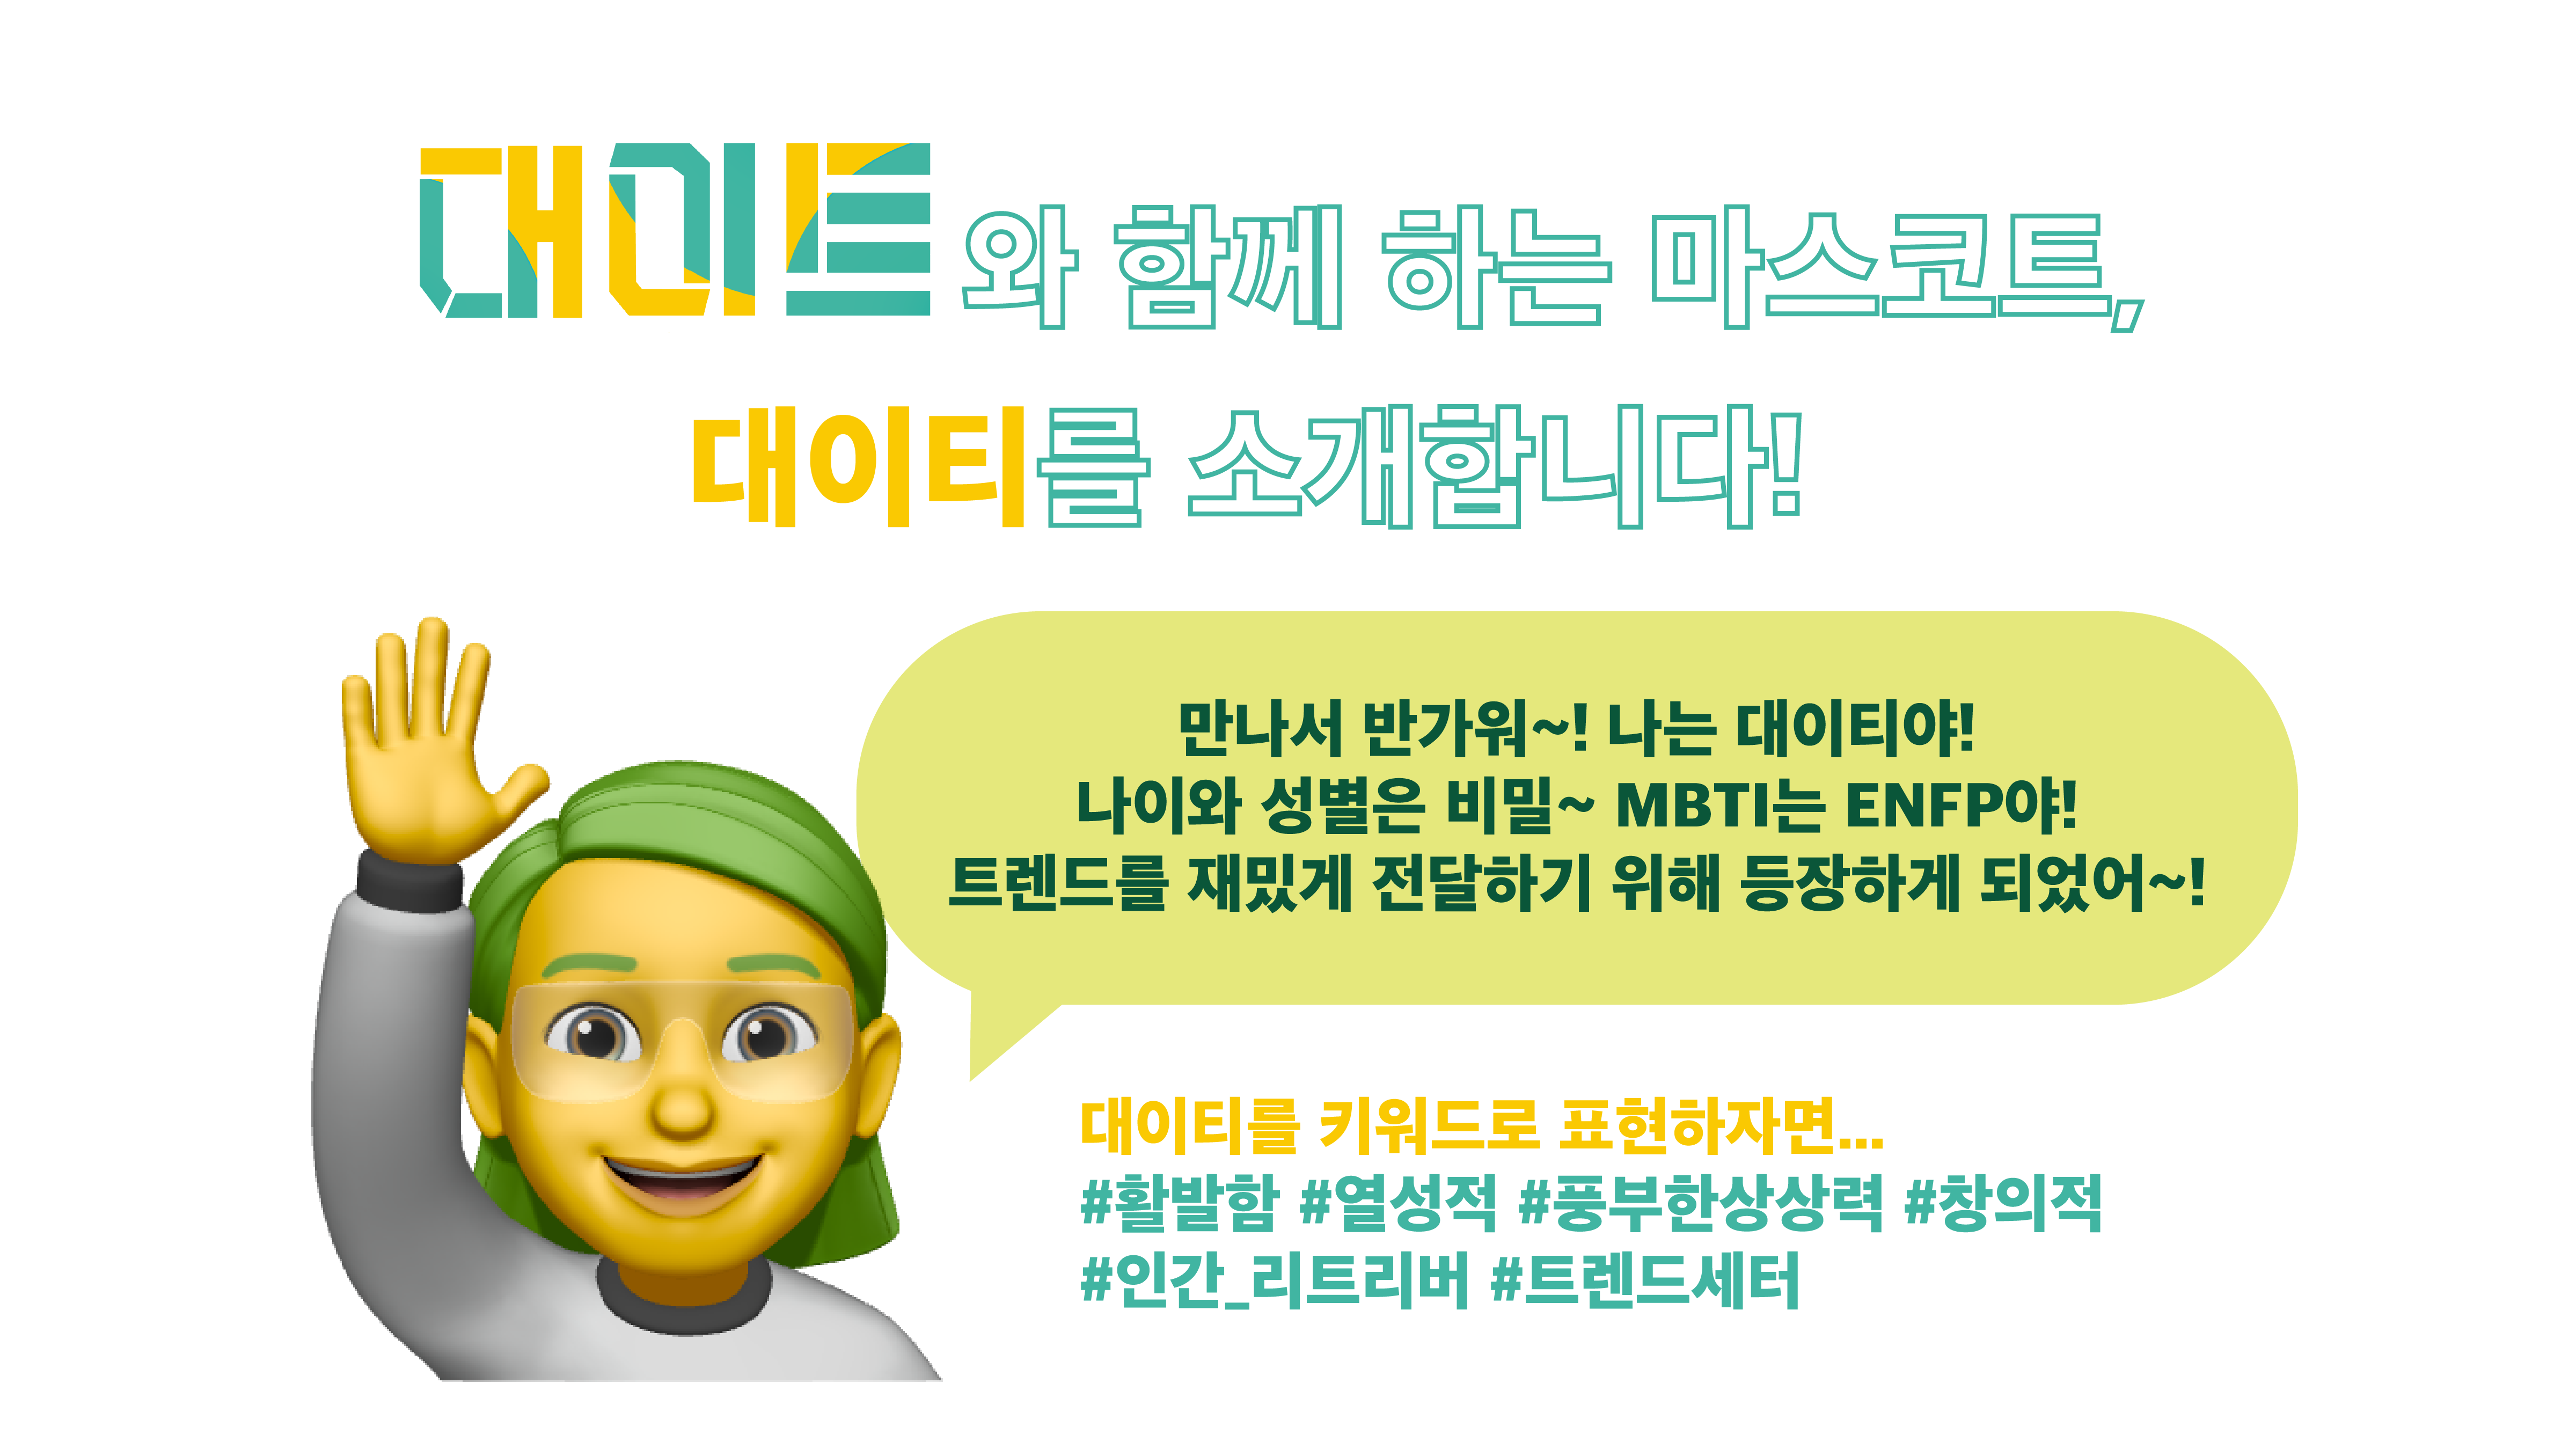 대이트와 함께 하는 마스코트,
대이티를 소개합니다!
만나서 반가워~! 나는 대이티야!
나이와 성별은 비밀~ MBTI는 ENFP야!
트렌드를 재밌게 전달하기 위해 등장하게 되었어~!
대이티를 키워드로 표현하자면...
#활발함 #열성적 #풍부한상상력 #창의적
#인간_리트리버 #트렌드세터